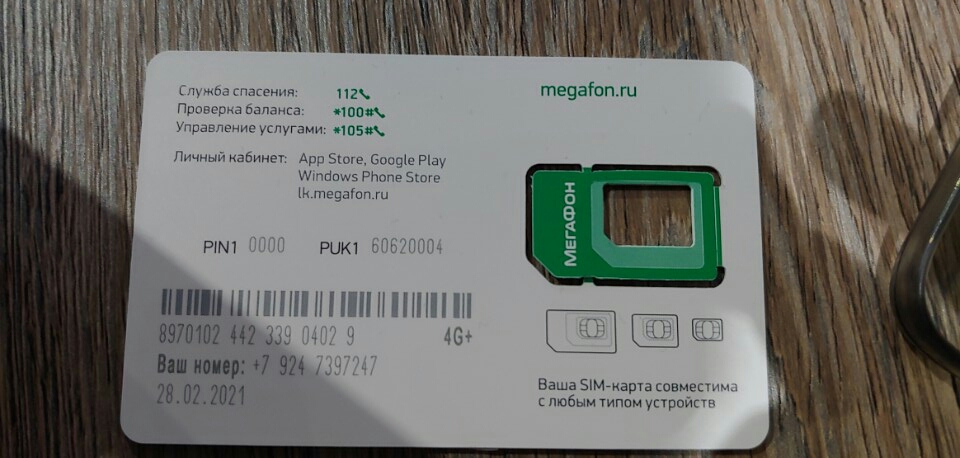 Служба спасения: 112
Проверка баланса: *100#
Управление услугами: *105#
Личный кабинет: App Store, Google Play
Windows Phone Store
lk.megafon.ru
megafon.ru
МЕГАФОН
PIN1 0000 PUK1 60620004
8970102 442 339 0402 9 4G+
Ваш номер: +7 924 7397247
28.02.2021
Ваша SIM-карта совместима
с любым типом устройств